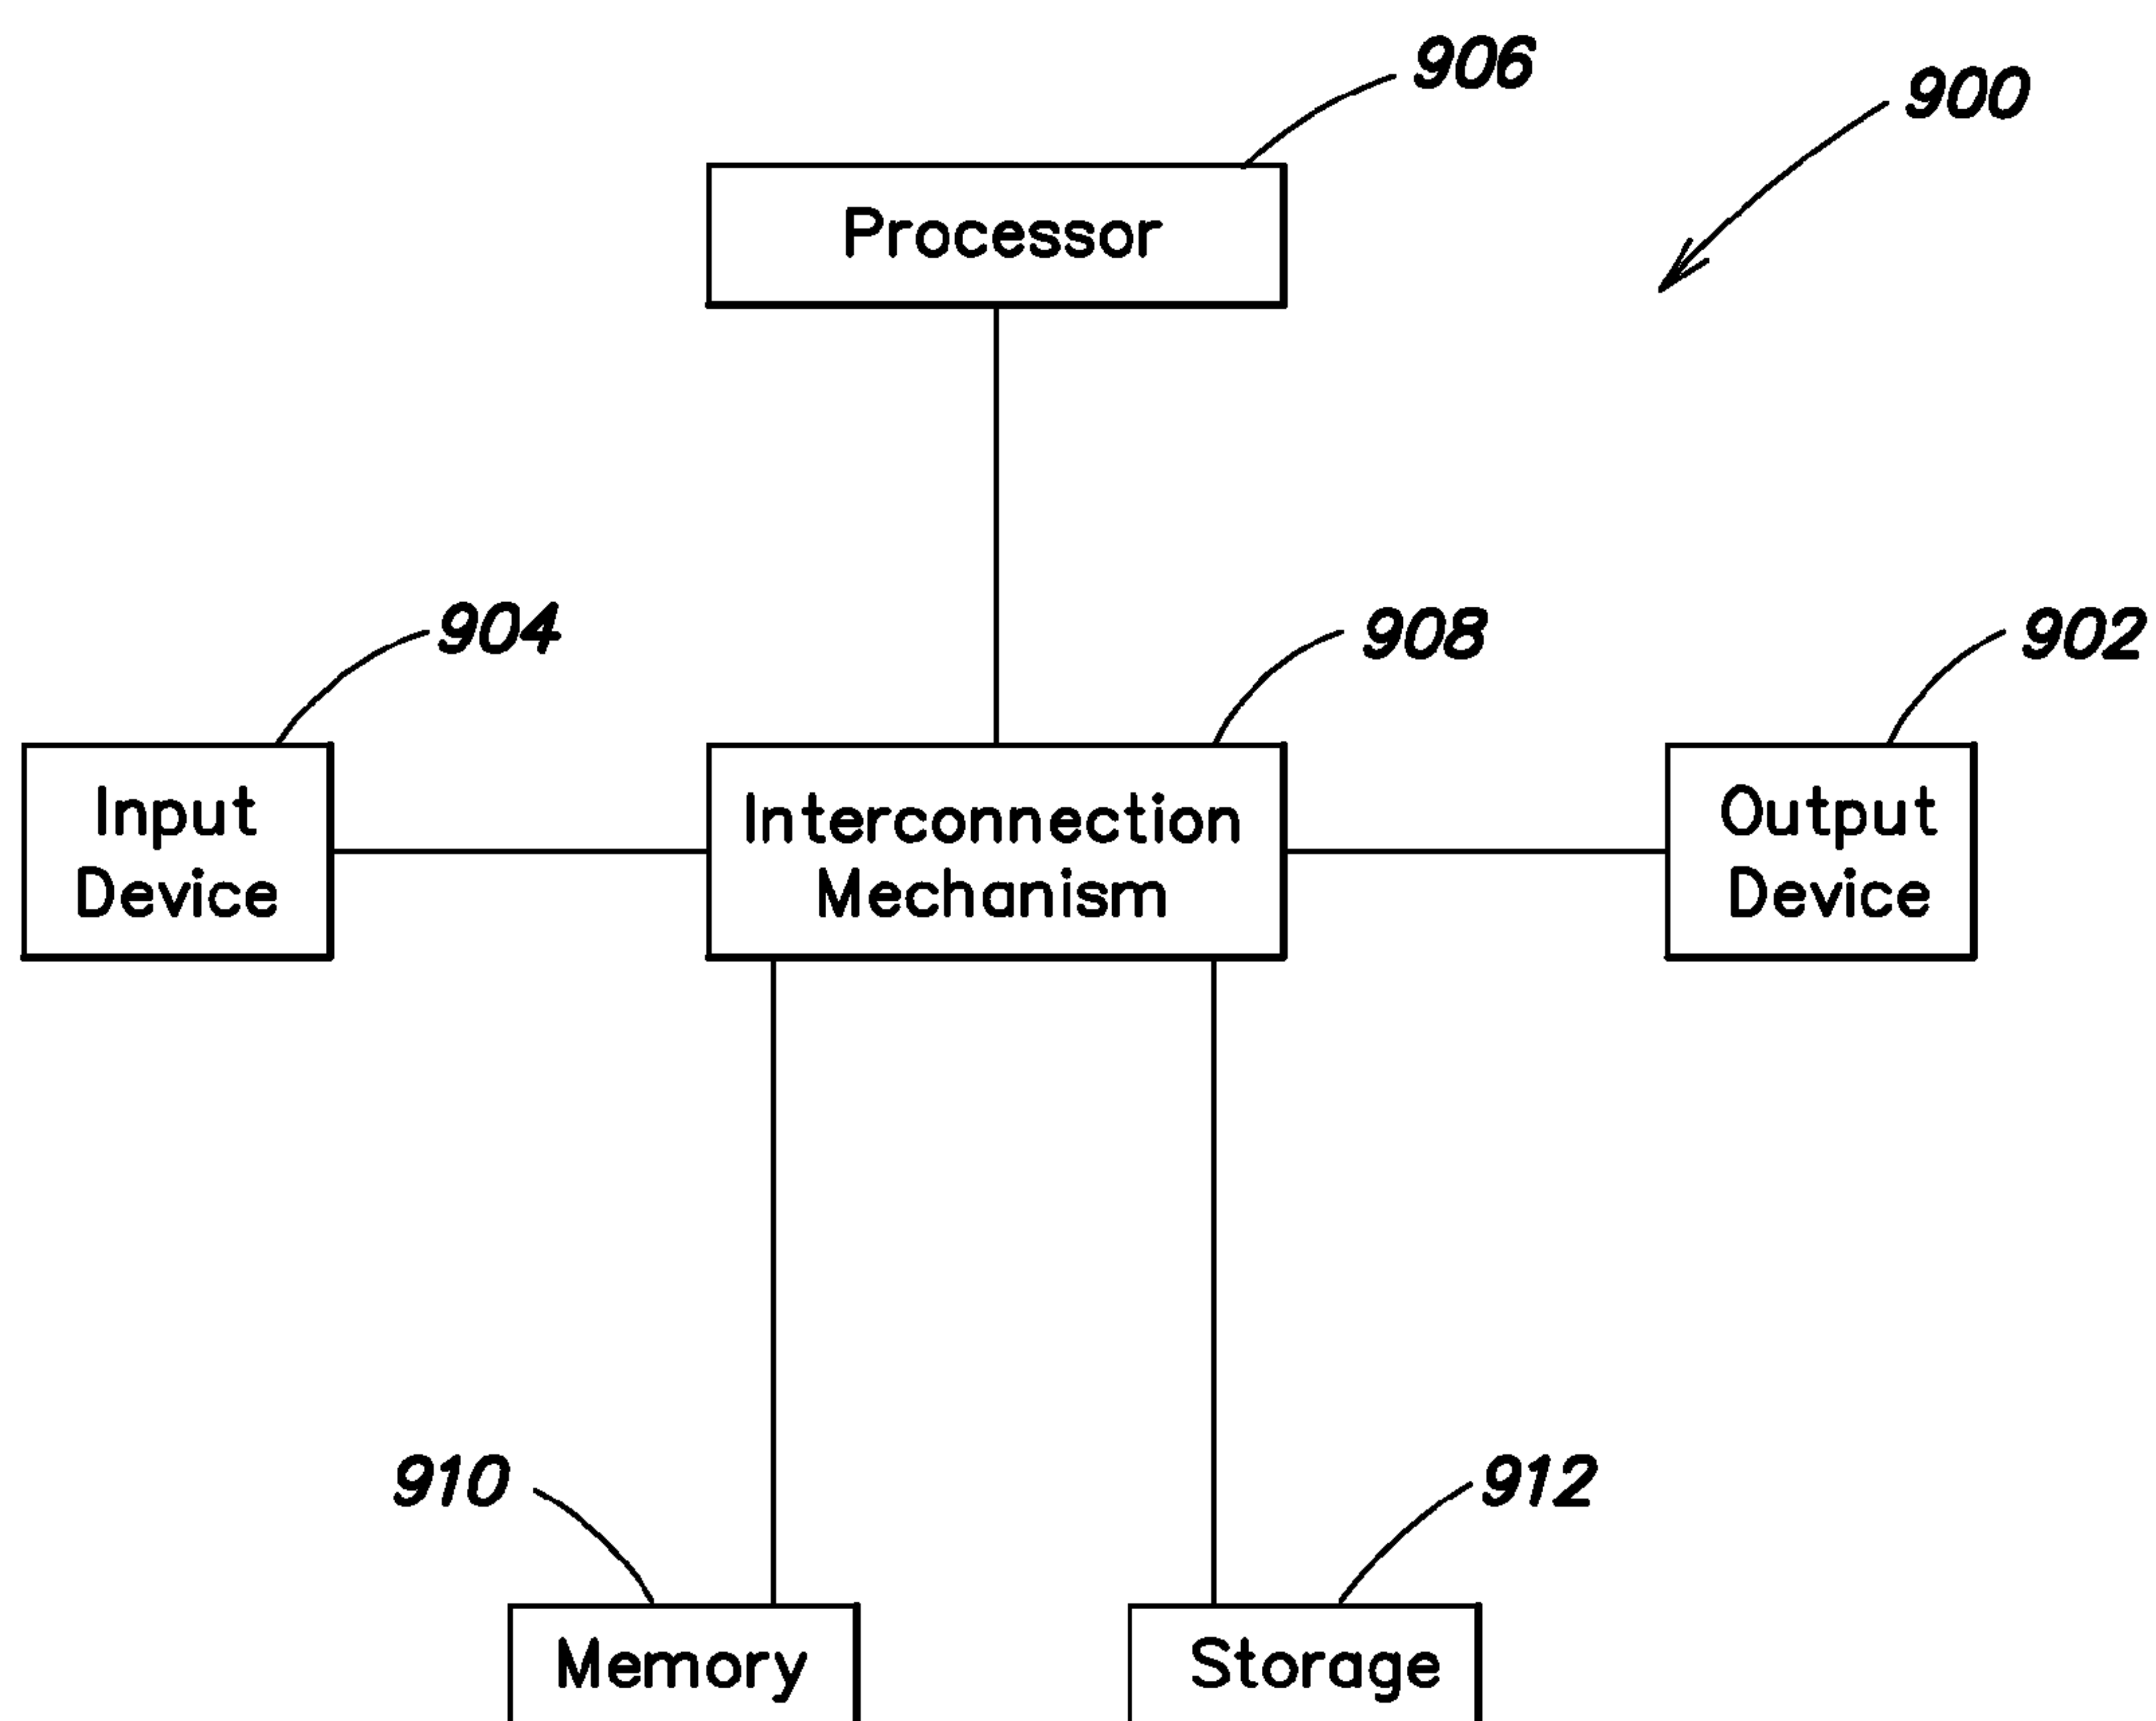 906
900
Processor
904
908
902
Input
Device
Interconnection
Mechanism
Output
Device
910
912
Memory
Storage